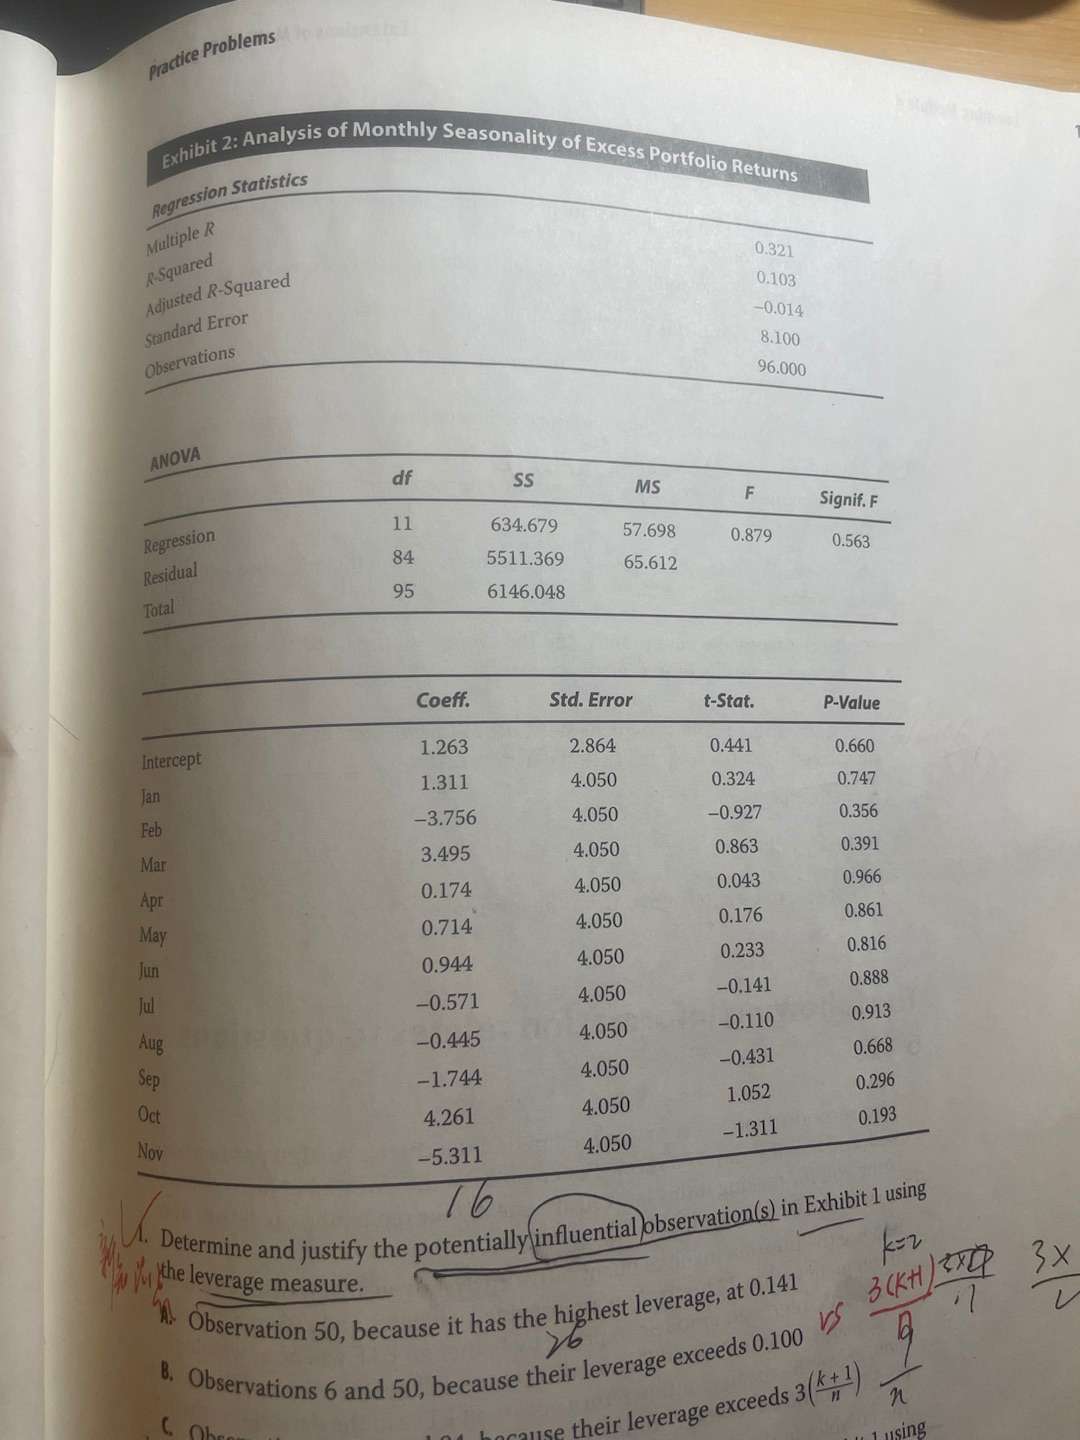 Practice Problems
Exhibit 2: Analysis of Monthly Seasonality of Excess Portfolio Returns
Regression Statistics
Multiple R 0.321
R-Squared 0.103
Adjusted R-Squared −0.014
Standard Error 8.100
Observations 96.000
ANOVA
df SS MS F Signif. F
Regression 11 634.679 57.698 0.879 0.563
Residual 84 5511.369 65.612
Total 95 6146.048
Coeff. Std. Error t-Stat. P-Value
Intercept 1.263 2.864 0.441 0.660
Jan 1.311 4.050 0.324 0.747
Feb −3.756 4.050 −0.927 0.356
Mar 3.495 4.050 0.863 0.391
Apr 0.174 4.050 0.043 0.966
May 0.714 4.050 0.176 0.861
Jun 0.944 4.050 0.233 0.816
Jul −0.571 4.050 −0.141 0.888
Aug −0.445 4.050 −0.110 0.913
Sep −1.744 4.050 −0.431 0.668
Oct 4.261 4.050 1.052 0.296
Nov −5.311 4.050 −1.311 0.193
16
1. Determine and justify the potentially influential observation(s) in Exhibit 1 using
the leverage measure.
k=2
A. Observation 50, because it has the highest leverage, at 0.141
vs 3(k+1)/n
3x
26
B. Observations 6 and 50, because their leverage exceeds 0.100
9/n
C. because their leverage exceeds 3((k + 1)/n)
1 using